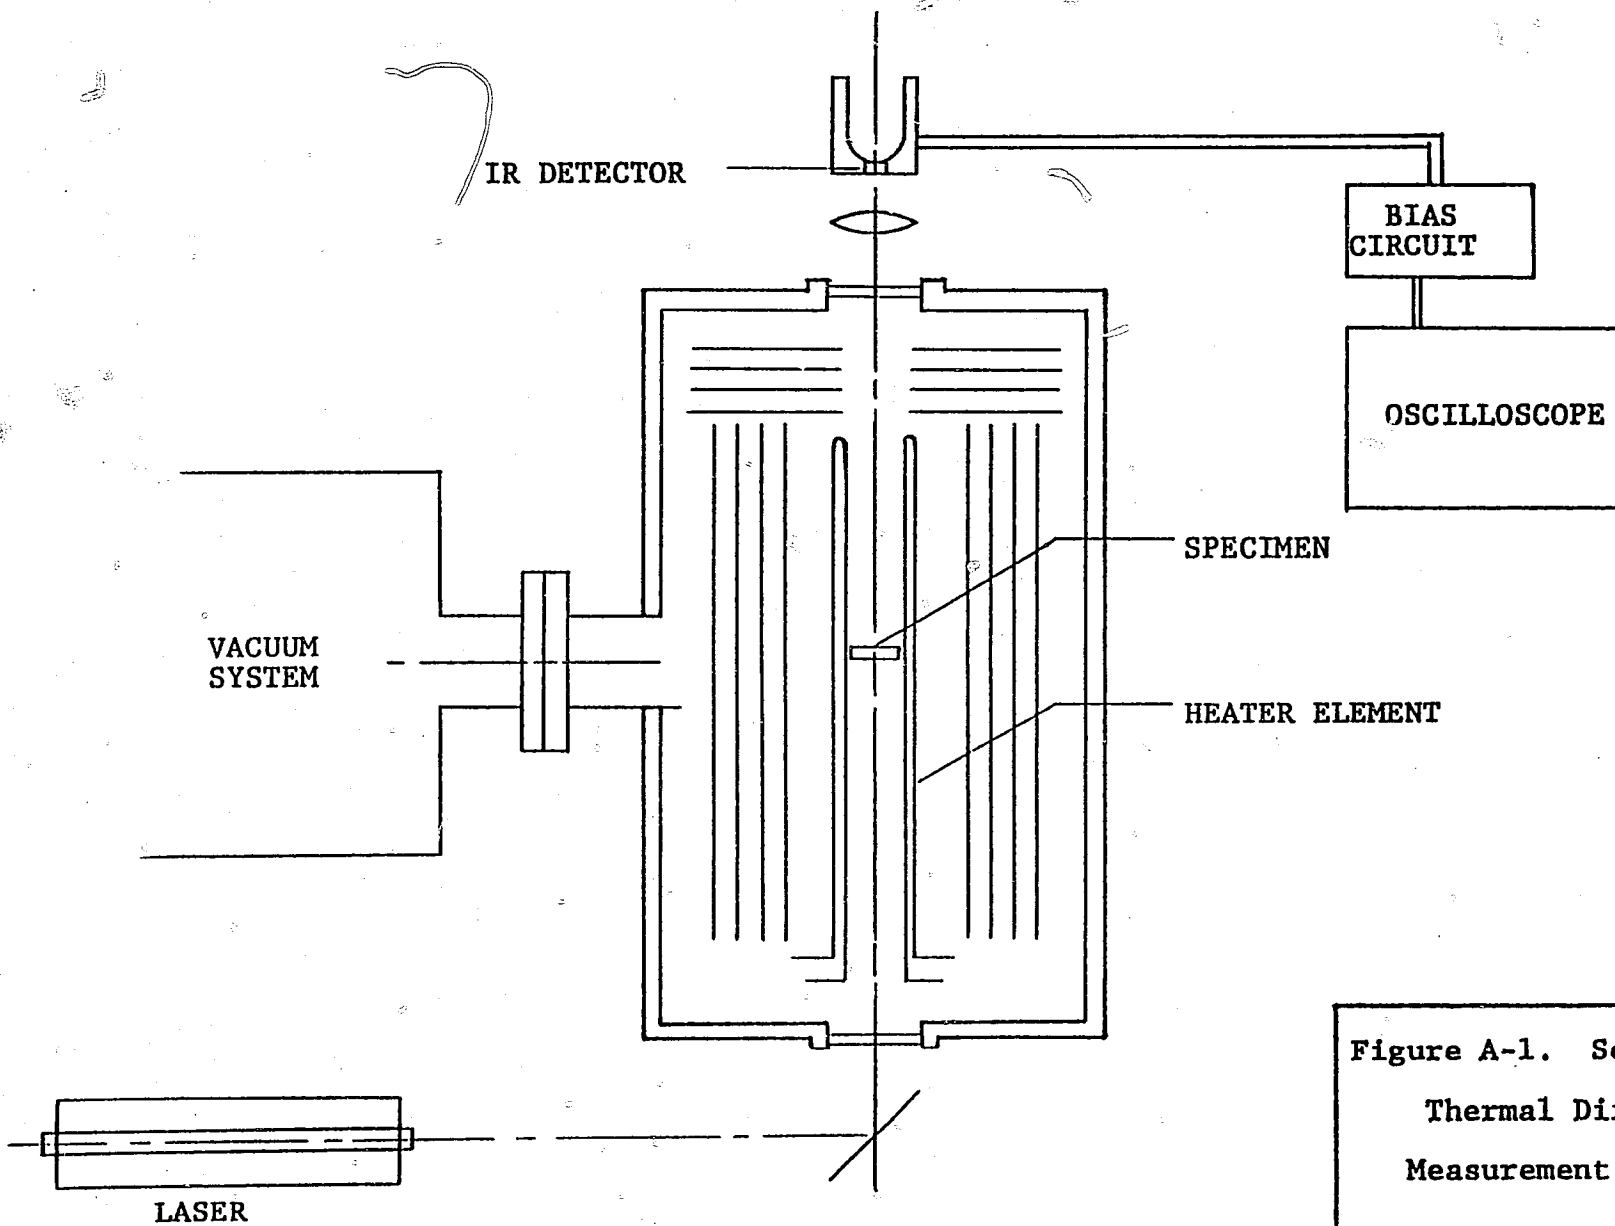 IR DETECTOR
BIAS
CIRCUIT
OSCILLOSCOPE
SPECIMEN
VACUUM
SYSTEM
HEATER ELEMENT
LASER
Figure A-1.
Thermal
Measurement